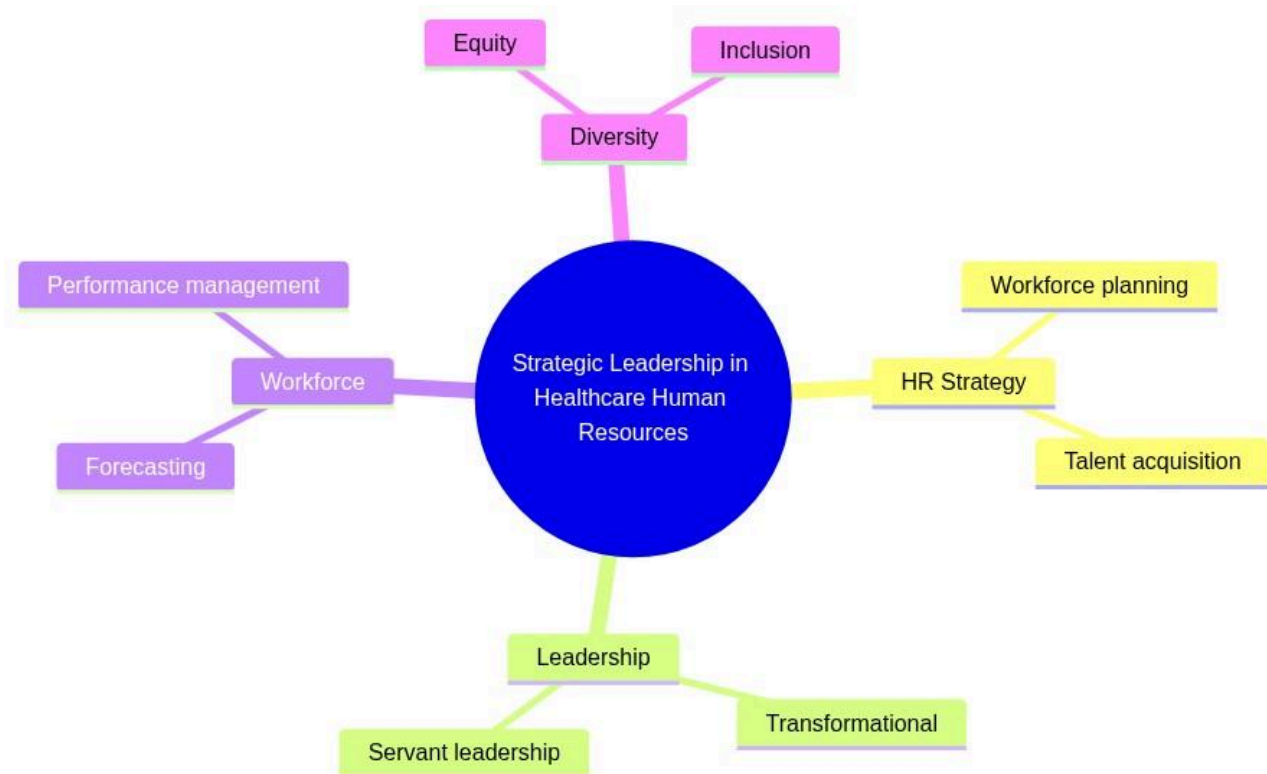 Equity
Inclusion
Diversity
Performance management
Workforce planning
Workforce
Strategic Leadership in
Healthcare Human
Resources
HR Strategy
Forecasting
Talent acquisition
Leadership
Transformational
Servant leadership